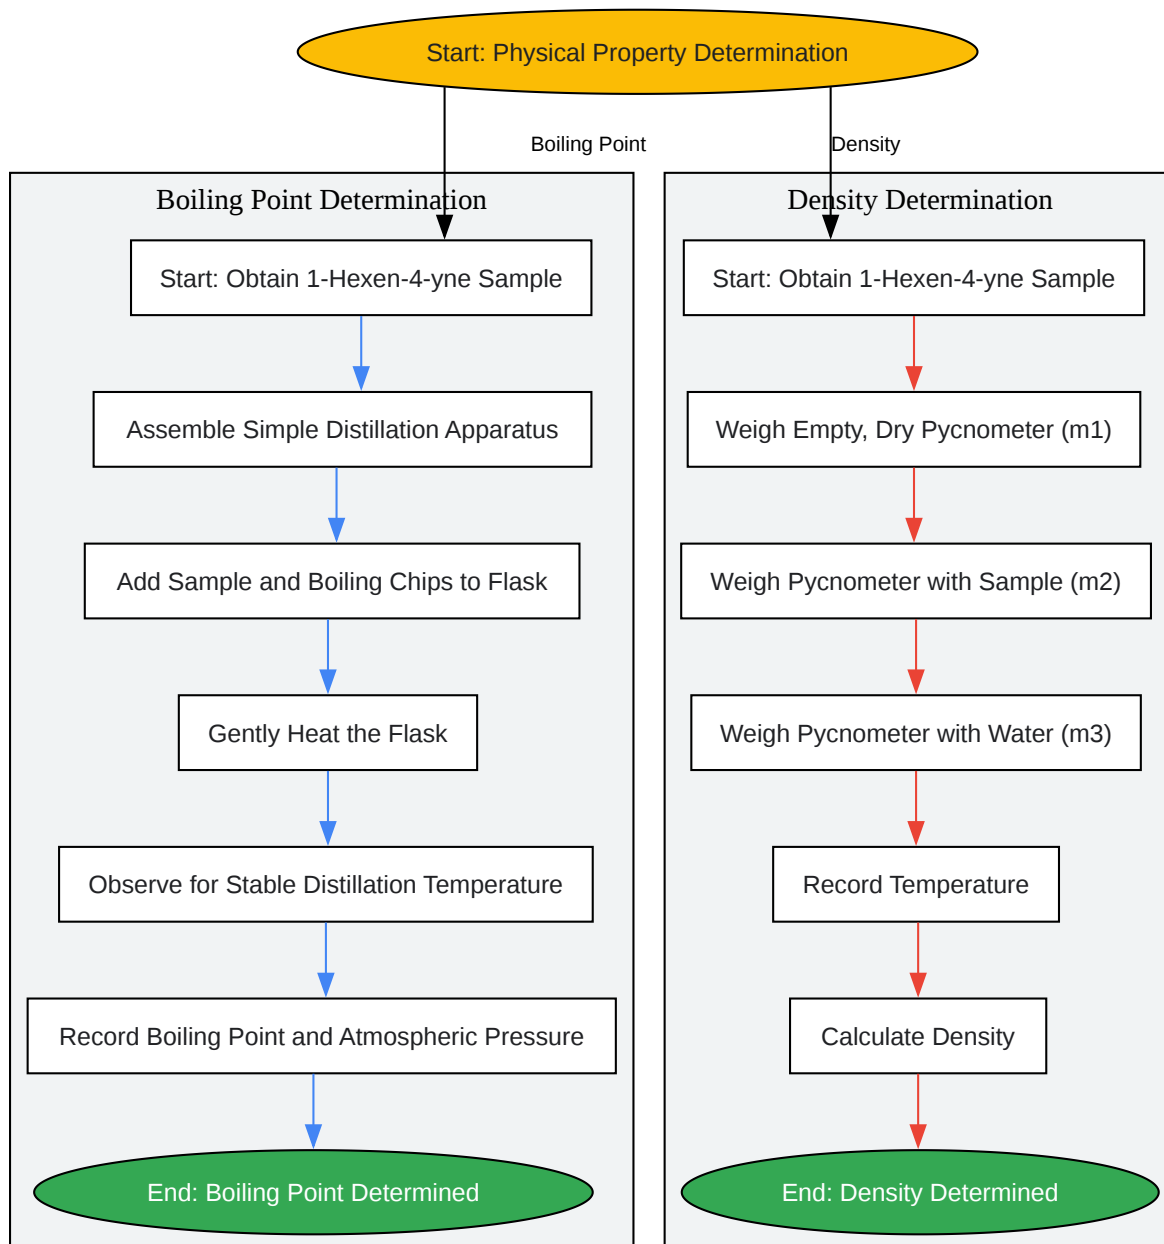 Start: Physical Property Determination
Boiling Point
Density
Boiling Point Determination
Start: Obtain 1-Hexen-4-yne Sample
Assemble Simple Distillation Apparatus
Add Sample and Boiling Chips to Flask
Gently Heat the Flask
Observe for Stable Distillation Temperature
Record Boiling Point and Atmospheric Pressure
End: Boiling Point Determined
Density Determination
Start: Obtain 1-Hexen-4-yne Sample
Weigh Empty, Dry Pycnometer (m1)
Weigh Pycnometer with Sample (m2)
Weigh Pycnometer with Water (m3)
Record Temperature
Calculate Density
End: Density Determined